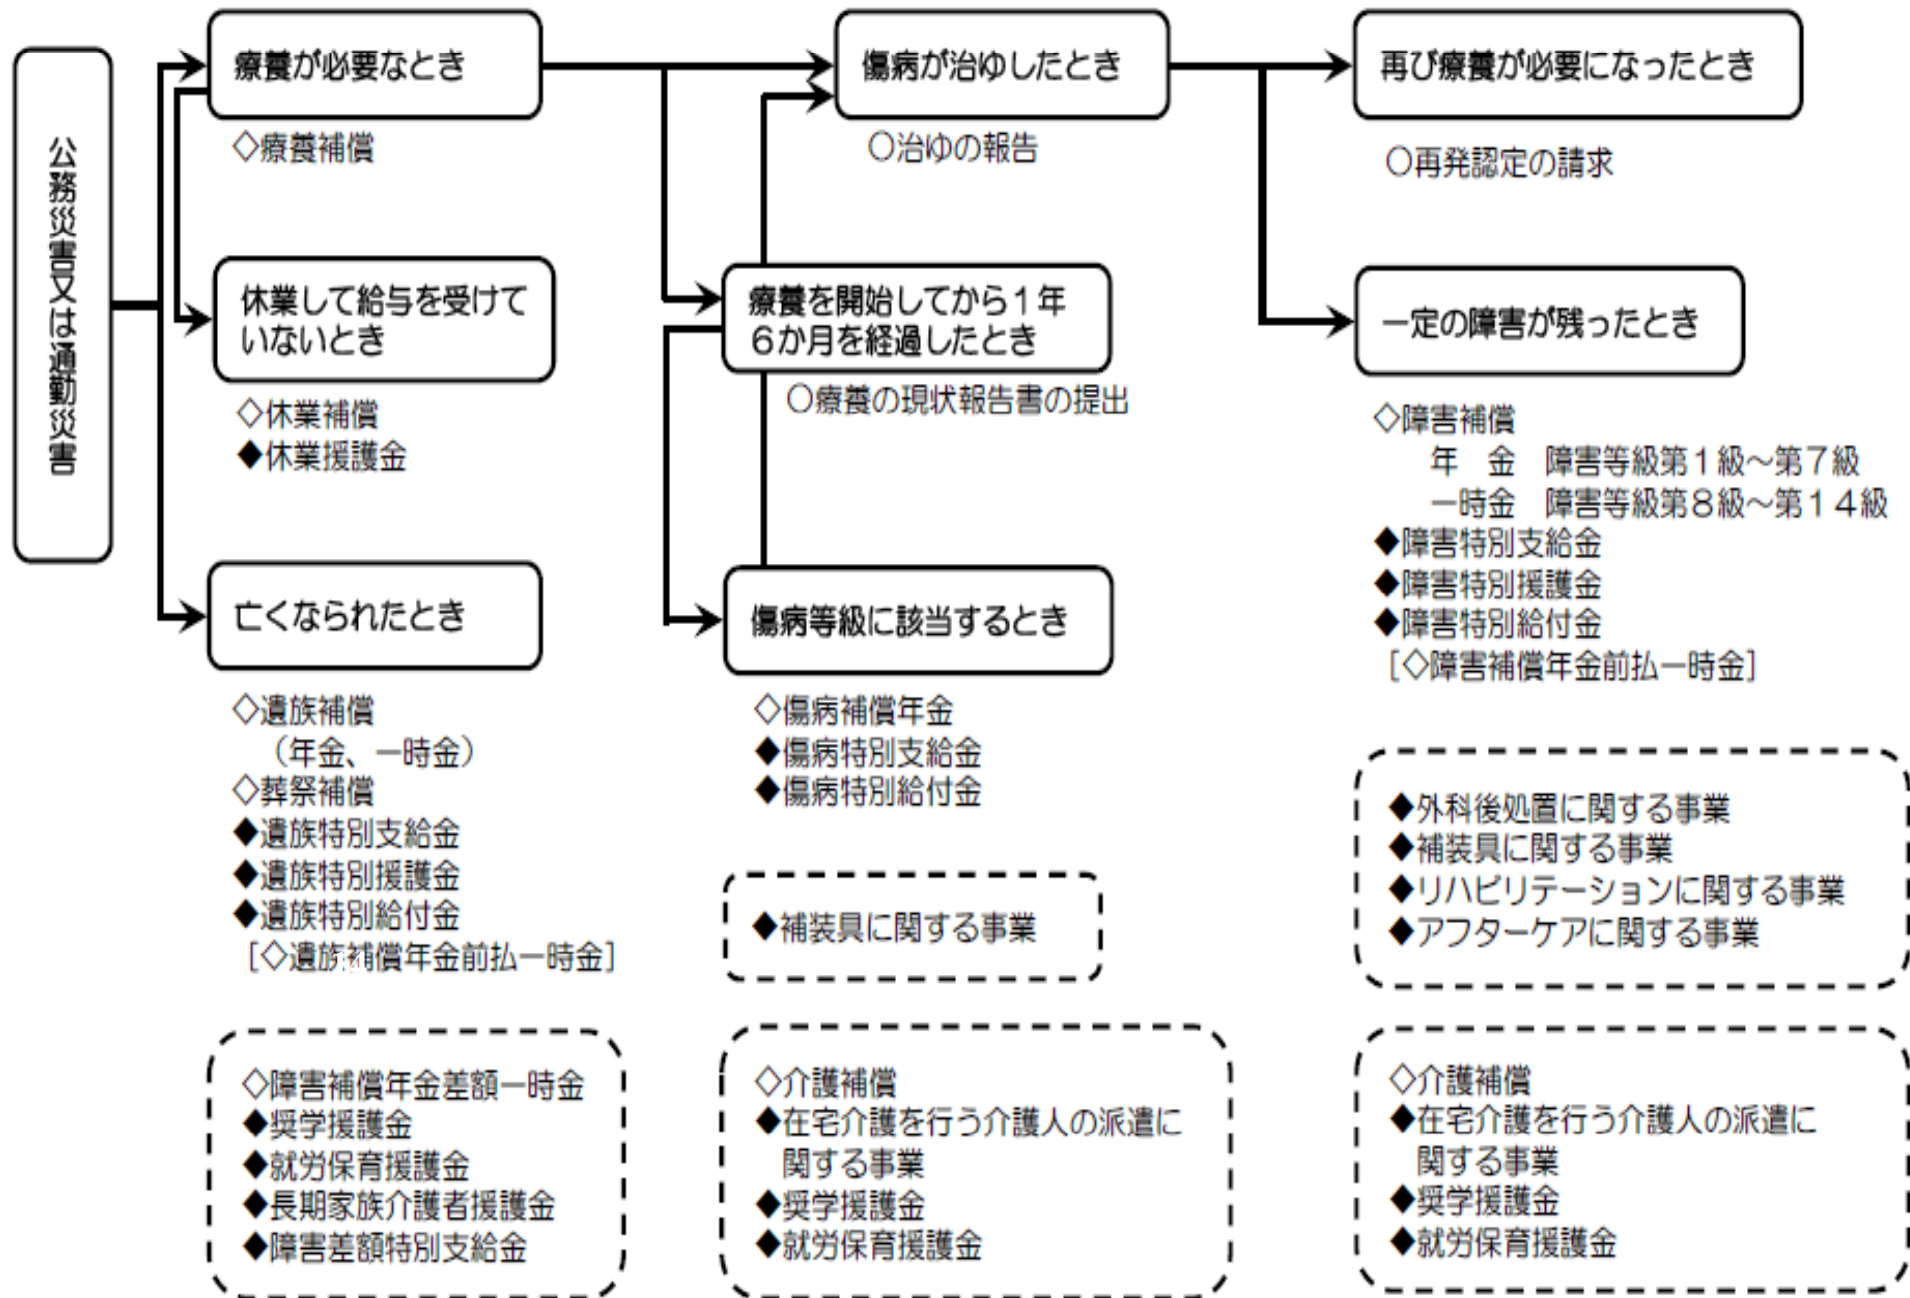 公務災害又は通勤災害
療養が必要なとき
◇療養補償
休業して給与を受けて
いないとき
◇休業補償
◆休業援護金
亡くなられたとき
◇遺族補償
（年金、一時金）
◇葬祭補償
◆遺族特別支給金
◆遺族特別援護金
◆遺族特別給付金
[◇遺族補償年金前払一時金]
14
◇障害補償年金差額一時金
◆奨学援護金
◆就労保育援護金
◆長期家族介護者援護金
◆障害差額特別支給金
傷病が治ゆしたとき
○治ゆの報告
療養を開始してから１年
６か月を経過したとき
○療養の現状報告書の提出
傷病等級に該当するとき
◇傷病補償年金
◆傷病特別支給金
◆傷病特別給付金
◆補装具に関する事業
◇介護補償
◆在宅介護を行う介護人の派遣に
関する事業
◆奨学援護金
◆就労保育援護金
再び療養が必要になったとき
○再発認定の請求
一定の障害が残ったとき
◇障害補償
年　金　障害等級第１級～第７級
一時金　障害等級第８級～第１４級
◆障害特別支給金
◆障害特別援護金
◆障害特別給付金
[◇障害補償年金前払一時金]
◆外科後処置に関する事業
◆補装具に関する事業
◆リハビリテーションに関する事業
◆アフターケアに関する事業
◇介護補償
◆在宅介護を行う介護人の派遣に
関する事業
◆奨学援護金
◆就労保育援護金